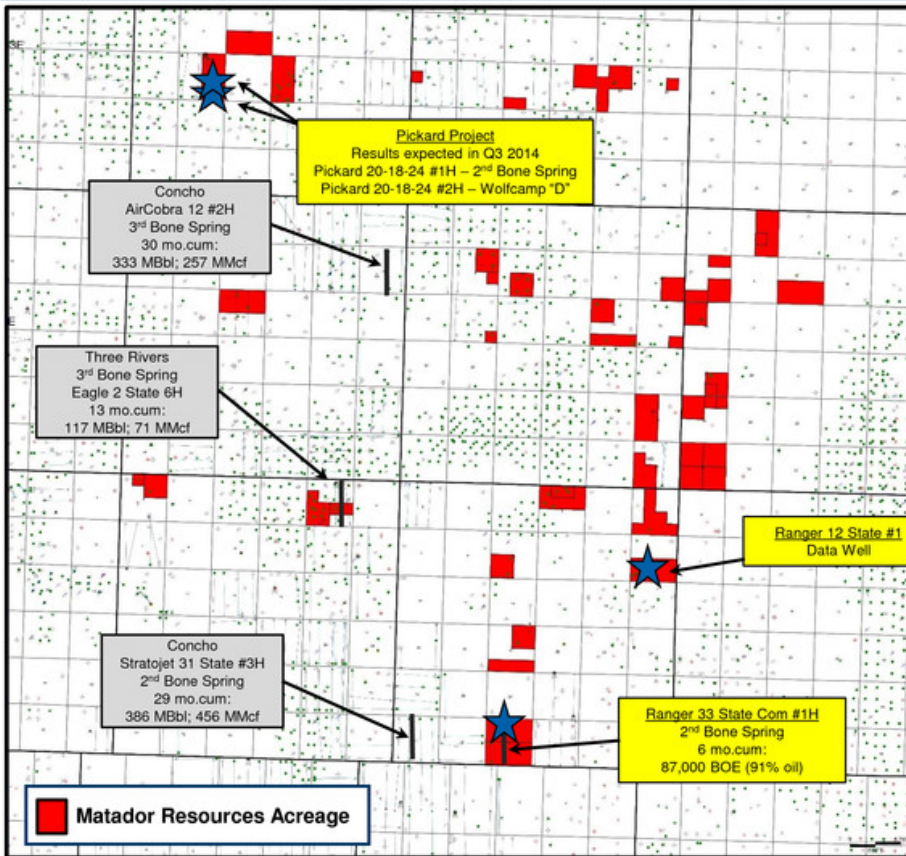 Pickard Project
Results expected in Q3 2014
Pickard 20-18-24 #1H – 2nd Bone Spring
Pickard 20-18-24 #2H – Wolfcamp "D"
Concho
AirCobra 12 #2H
3rd Bone Spring
30 mo.cum:
333 MBbl; 257 MMcf
Three Rivers
3rd Bone Spring
Eagle 2 State 6H
13 mo.cum:
117 MBbl; 71 MMcf
Ranger 12 State #1
Data Well
Concho
Stratojet 31 State #3H
2nd Bone Spring
29 mo.cum:
386 MBbl; 456 MMcf
Ranger 33 State Com #1H
2nd Bone Spring
6 mo.cum:
87,000 BOE (91% oil)
Matador Resources Acreage